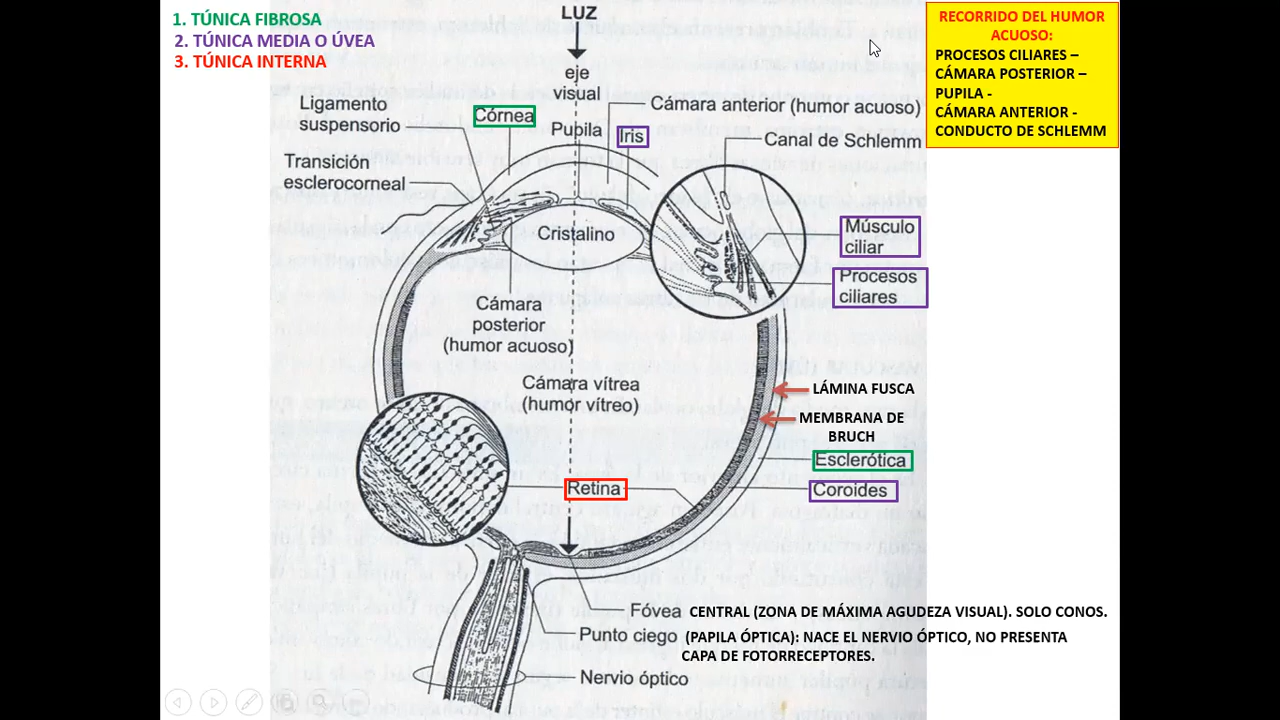 1. TÚNICA FIBROSA
2. TÚNICA MEDIA O ÚVEA
3. TÚNICA INTERNA
LUZ
eje
visual
RECORRIDO DEL HUMOR
ACUOSO:
PROCESOS CILIARES –
CÁMARA POSTERIOR –
PUPILA -
CÁMARA ANTERIOR -
CONDUCTO DE SCHLEMM
Ligamento
suspensorio
Córnea
Pupila
Iris
Cámara anterior (humor acuoso)
Canal de Schlemm
Transición
esclerocorneal
Cristalino
Músculo
ciliar
Procesos
ciliares
Cámara
posterior
(humor acuoso)
Cámara vítrea
(humor vítreo)
LÁMINA FUSCA
MEMBRANA DE
BRUCH
Esclerótica
Retina
Coroides
Fóvea CENTRAL (ZONA DE MÁXIMA AGUDEZA VISUAL). SOLO CONOS.
Punto ciego (PAPILA ÓPTICA): NACE EL NERVIO ÓPTICO, NO PRESENTA
CAPA DE FOTORRECEPTORES.
Nervio óptico